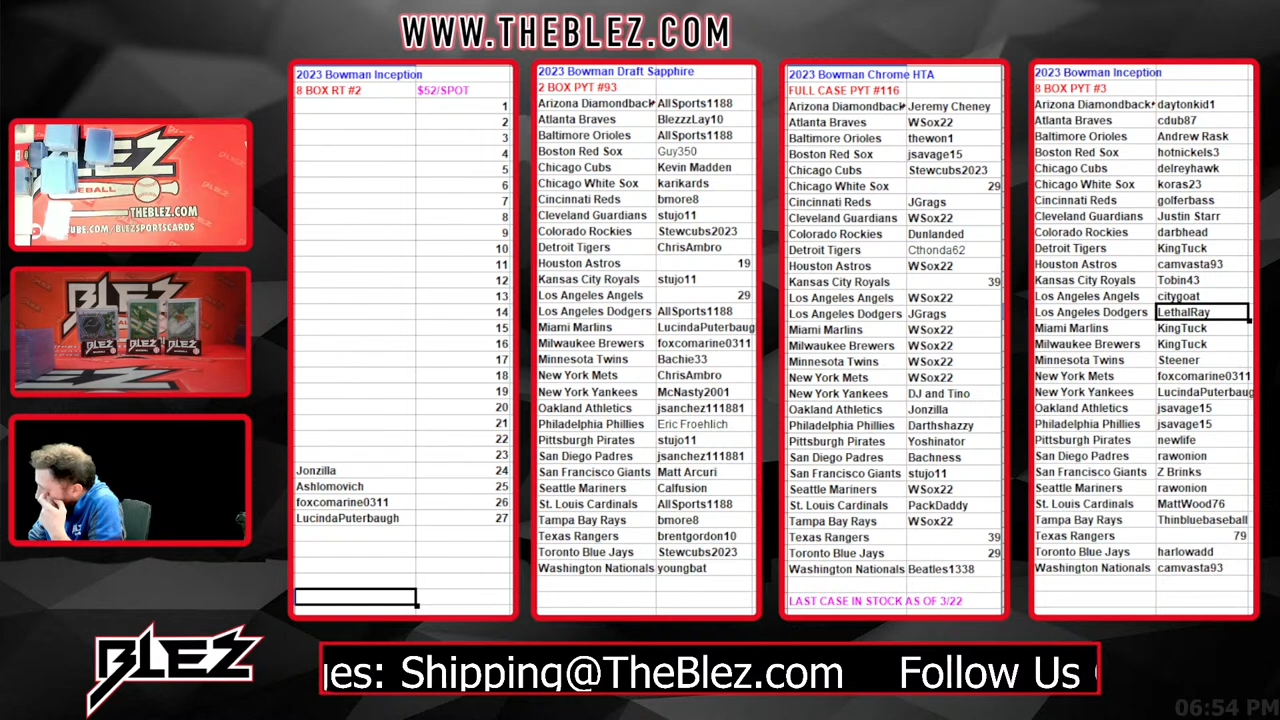 WWW.THEBLEZ.COM
BLEZ
BASEBALL
THEBLEZ.COM
TUBE.COM/BLEZSPORTSCARDS
BLEZ
2023 Bowman Inception
8 BOX RT #2 $52/SPOT
1
2
3
4
5
6
7
8
9
10
11
12
13
14
15
16
17
18
19
20
21
22
23
Jonzilla 24
Ashlomovich 25
foxcomarine0311 26
LucindaPuterbaugh 27
2023 Bowman Draft Sapphire
2 BOX PYT #93
Arizona Diamondback AllSports1188
Atlanta Braves BlezzzLay10
Baltimore Orioles AllSports1188
Boston Red Sox Guy350
Chicago Cubs Kevin Madden
Chicago White Sox karikards
Cincinnati Reds bmore8
Cleveland Guardians stujo11
Colorado Rockies Stewcubs2023
Detroit Tigers ChrisAmbro
Houston Astros 19
Kansas City Royals stujo11
Los Angeles Angels 29
Los Angeles Dodgers AllSports1188
Miami Marlins LucindaPuterbaug
Milwaukee Brewers foxcomarine0311
Minnesota Twins Bachie33
New York Mets ChrisAmbro
New York Yankees McNasty2001
Oakland Athletics jsanchez111881
Philadelphia Phillies Eric Froehlich
Pittsburgh Pirates stujo11
San Diego Padres jsanchez111881
San Francisco Giants Matt Arcuri
Seattle Mariners Calfusion
St. Louis Cardinals AllSports1188
Tampa Bay Rays bmore8
Texas Rangers brentgordon10
Toronto Blue Jays Stewcubs2023
Washington Nationals youngbat
2023 Bowman Chrome HTA
FULL CASE PYT #116
Arizona Diamondback Jeremy Cheney
Atlanta Braves WSox22
Baltimore Orioles thewon1
Boston Red Sox jsavage15
Chicago Cubs Stewcubs2023
Chicago White Sox 29
Cincinnati Reds JGrags
Cleveland Guardians WSox22
Colorado Rockies Dunlanded
Detroit Tigers Cthonda62
Houston Astros WSox22
Kansas City Royals 39
Los Angeles Angels WSox22
Los Angeles Dodgers JGrags
Miami Marlins WSox22
Milwaukee Brewers WSox22
Minnesota Twins WSox22
New York Mets WSox22
New York Yankees DJ and Tino
Oakland Athletics Jonzilla
Philadelphia Phillies Darthshazzy
Pittsburgh Pirates Yoshinator
San Diego Padres Bachness
San Francisco Giants stujo11
Seattle Mariners WSox22
St. Louis Cardinals PackDaddy
Tampa Bay Rays WSox22
Texas Rangers 39
Toronto Blue Jays 29
Washington Nationals Beatles1338
LAST CASE IN STOCK AS OF 3/22
2023 Bowman Inception
8 BOX PYT #3
Arizona Diamondback daytonkid1
Atlanta Braves cdub87
Baltimore Orioles Andrew Rask
Boston Red Sox hotnickels3
Chicago Cubs delreyhawk
Chicago White Sox koras23
Cincinnati Reds golferbass
Cleveland Guardians Justin Starr
Colorado Rockies darbhead
Detroit Tigers KingTuck
Houston Astros camvasta93
Kansas City Royals Tobin43
Los Angeles Angels citygoat
Los Angeles Dodgers LethalRay
Miami Marlins KingTuck
Milwaukee Brewers KingTuck
Minnesota Twins Steener
New York Mets foxcomarine0311
New York Yankees LucindaPuterbaug
Oakland Athletics jsavage15
Philadelphia Phillies jsavage15
Pittsburgh Pirates newlife
San Diego Padres rawonion
San Francisco Giants Z Brinks
Seattle Mariners rawonion
St. Louis Cardinals MattWood76
Tampa Bay Rays Thinbluebaseball
Texas Rangers 79
Toronto Blue Jays harlowadd
Washington Nationals camvasta93
BLEZ
ues: Shipping@TheBlez.com Follow Us
06:54 PM